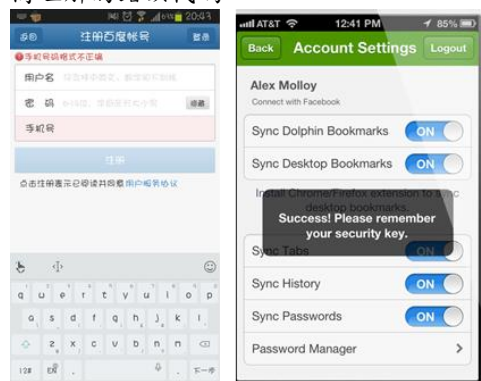 20:43
返回
注册百度帐号
登录
手机号码格式不正确
用户名
密 码
隐藏
手机号
注册
点击注册表示已阅读并同意用户服务协议
q u o r t e y u i o p
a s d f g h j k l
z x c v b n m
123 EN 下一步
AT&T
12:41 PM
85%
Back
Account Settings
Logout
Alex Molloy
Connect with Facebook
Sync Dolphin Bookmarks
ON
Sync Desktop Bookmarks
ON
Install Chrome/Firefox extension to sync
desktop bookmarks.
Success! Please remember
your security key.
Sync Tabs
ON
Sync History
ON
Sync Passwords
ON
Password Manager